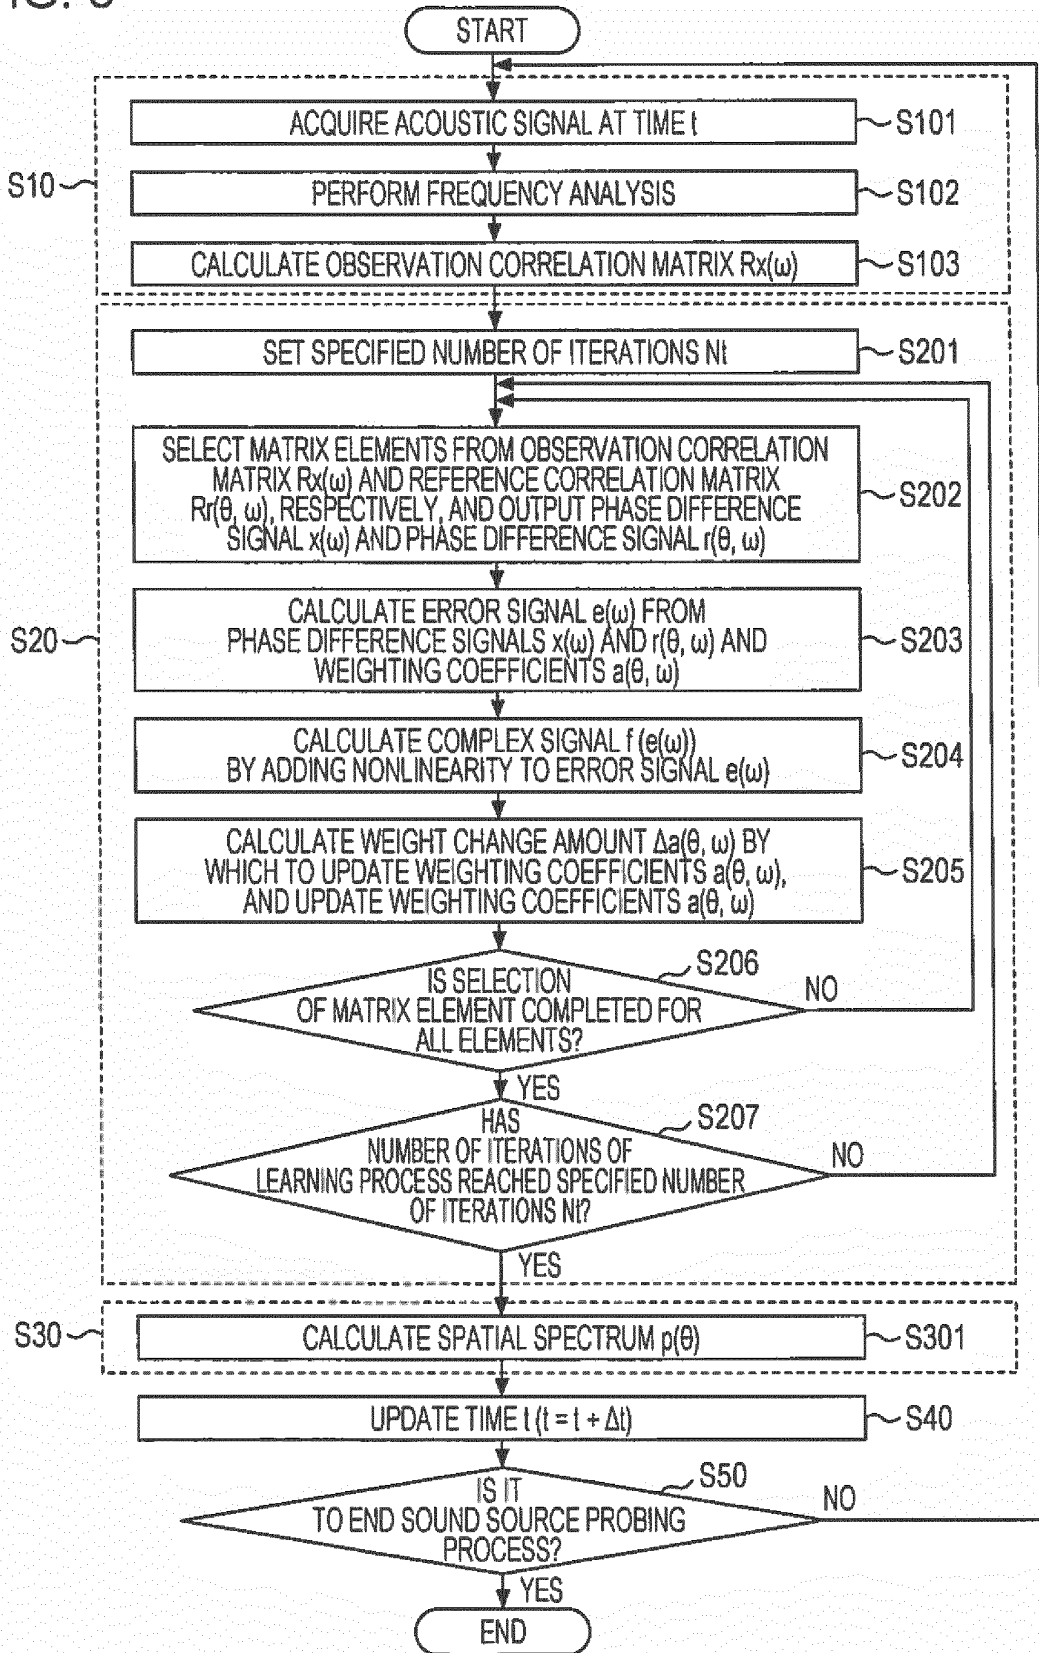 START
ACQUIRE ACOUSTIC SIGNAL AT TIME t
S101
S10
PERFORM FREQUENCY ANALYSIS
S102
CALCULATE OBSERVATION CORRELATION MATRIX Rx(ω)
S103
SET SPECIFIED NUMBER OF ITERATIONS Nt
S201
SELECT MATRIX ELEMENTS FROM OBSERVATION CORRELATION
MATRIX Rx(ω) AND REFERENCE CORRELATION MATRIX
Rr(θ, ω), RESPECTIVELY, AND OUTPUT PHASE DIFFERENCE
SIGNAL x(ω) AND PHASE DIFFERENCE SIGNAL r(θ, ω)
S202
S20
CALCULATE ERROR SIGNAL e(ω) FROM
PHASE DIFFERENCE SIGNALS x(ω) AND r(θ, ω) AND
WEIGHTING COEFFICIENTS a(θ, ω)
S203
CALCULATE COMPLEX SIGNAL f (e(ω))
BY ADDING NONLINEARITY TO ERROR SIGNAL e(ω)
S204
CALCULATE WEIGHT CHANGE AMOUNT Δa(θ, ω) BY
WHICH TO UPDATE WEIGHTING COEFFICIENTS a(θ, ω),
AND UPDATE WEIGHTING COEFFICIENTS a(θ, ω)
S205
S206
IS SELECTION
OF MATRIX ELEMENT COMPLETED FOR
ALL ELEMENTS?
NO
YES
S207
HAS
NUMBER OF ITERATIONS OF
LEARNING PROCESS REACHED SPECIFIED NUMBER
OF ITERATIONS Nt?
NO
YES
S30
CALCULATE SPATIAL SPECTRUM p(θ)
S301
UPDATE TIME t (t = t + Δt)
S40
S50
IS IT
TO END SOUND SOURCE PROBING
PROCESS?
NO
YES
END